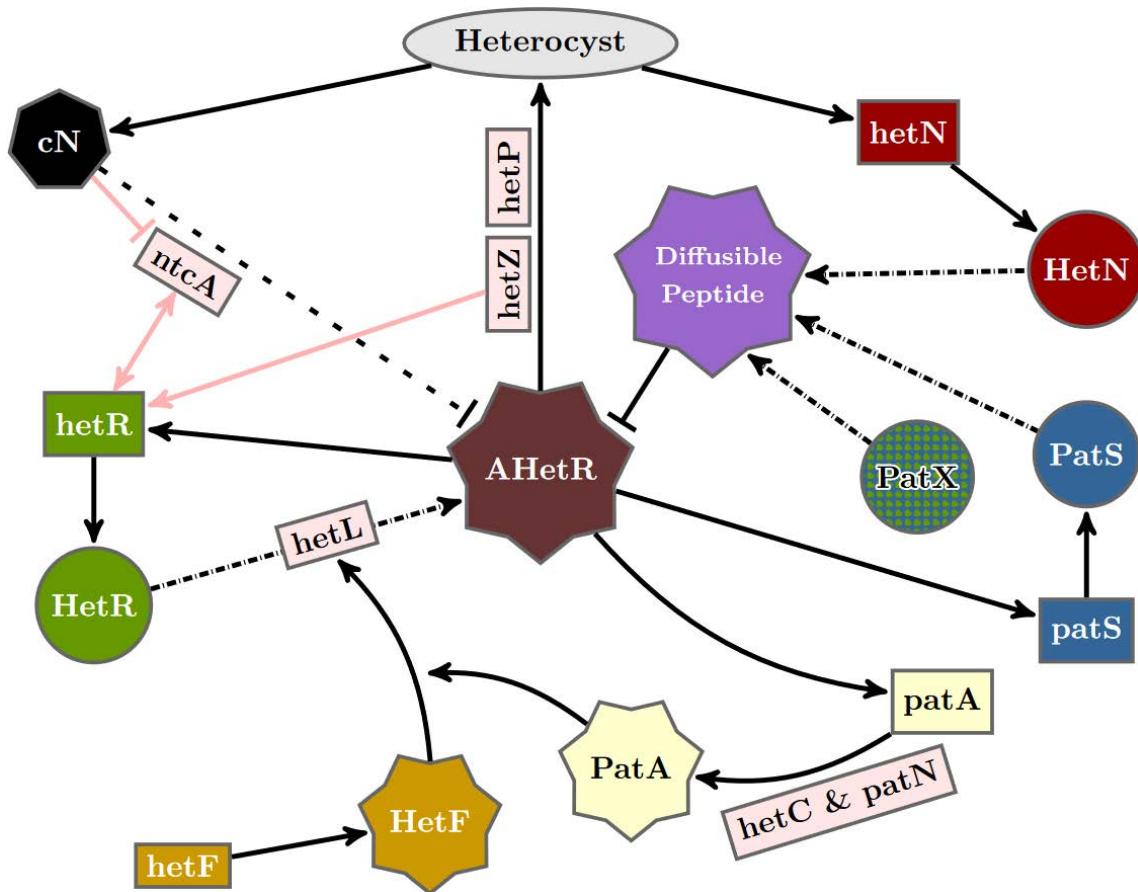 Heterocyst
cN
hetN
hetP
Diffusible
Peptide
HetN
ntcA
hetZ
hetR
AHetR
PatX
PatS
hetL
HetR
patS
patA
PatA
hetC & patN
HetF
hetF